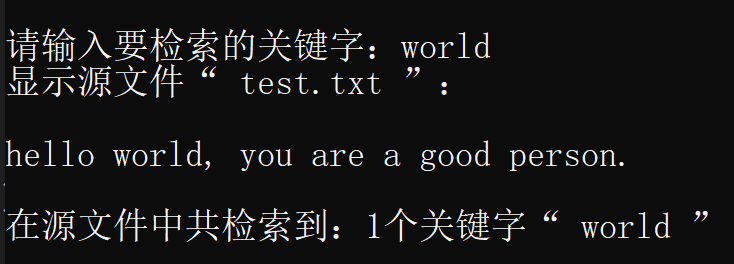 请输入要检索的关键字：world
显示源文件“ test.txt ”：
hello world, you are a good person.
在源文件中共检索到：1个关键字“ world ”